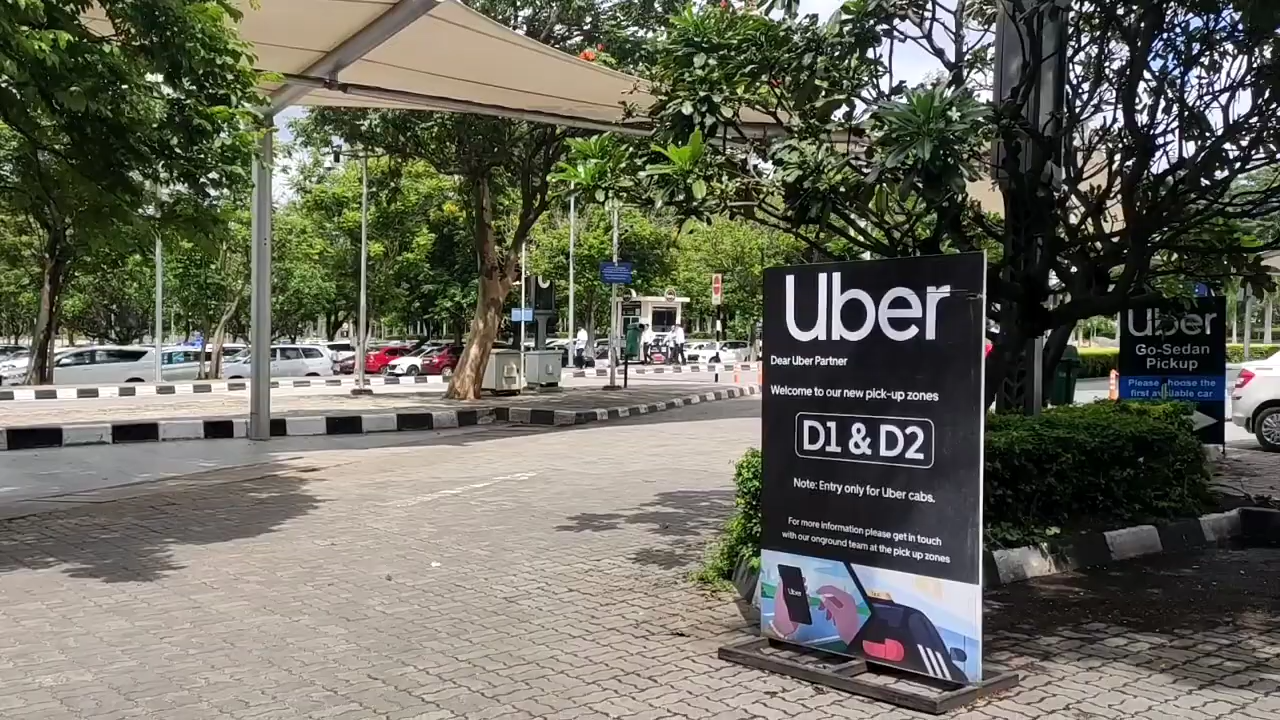 Uber
Dear Uber Partner
Welcome to our new pick-up zones
D1 & D2
Note: Entry only for Uber cabs.
For more information please get in touch
with our onground team at the pick up zones
Uber
Uber
Go-Sedan
Pickup
Please choose the
first available car